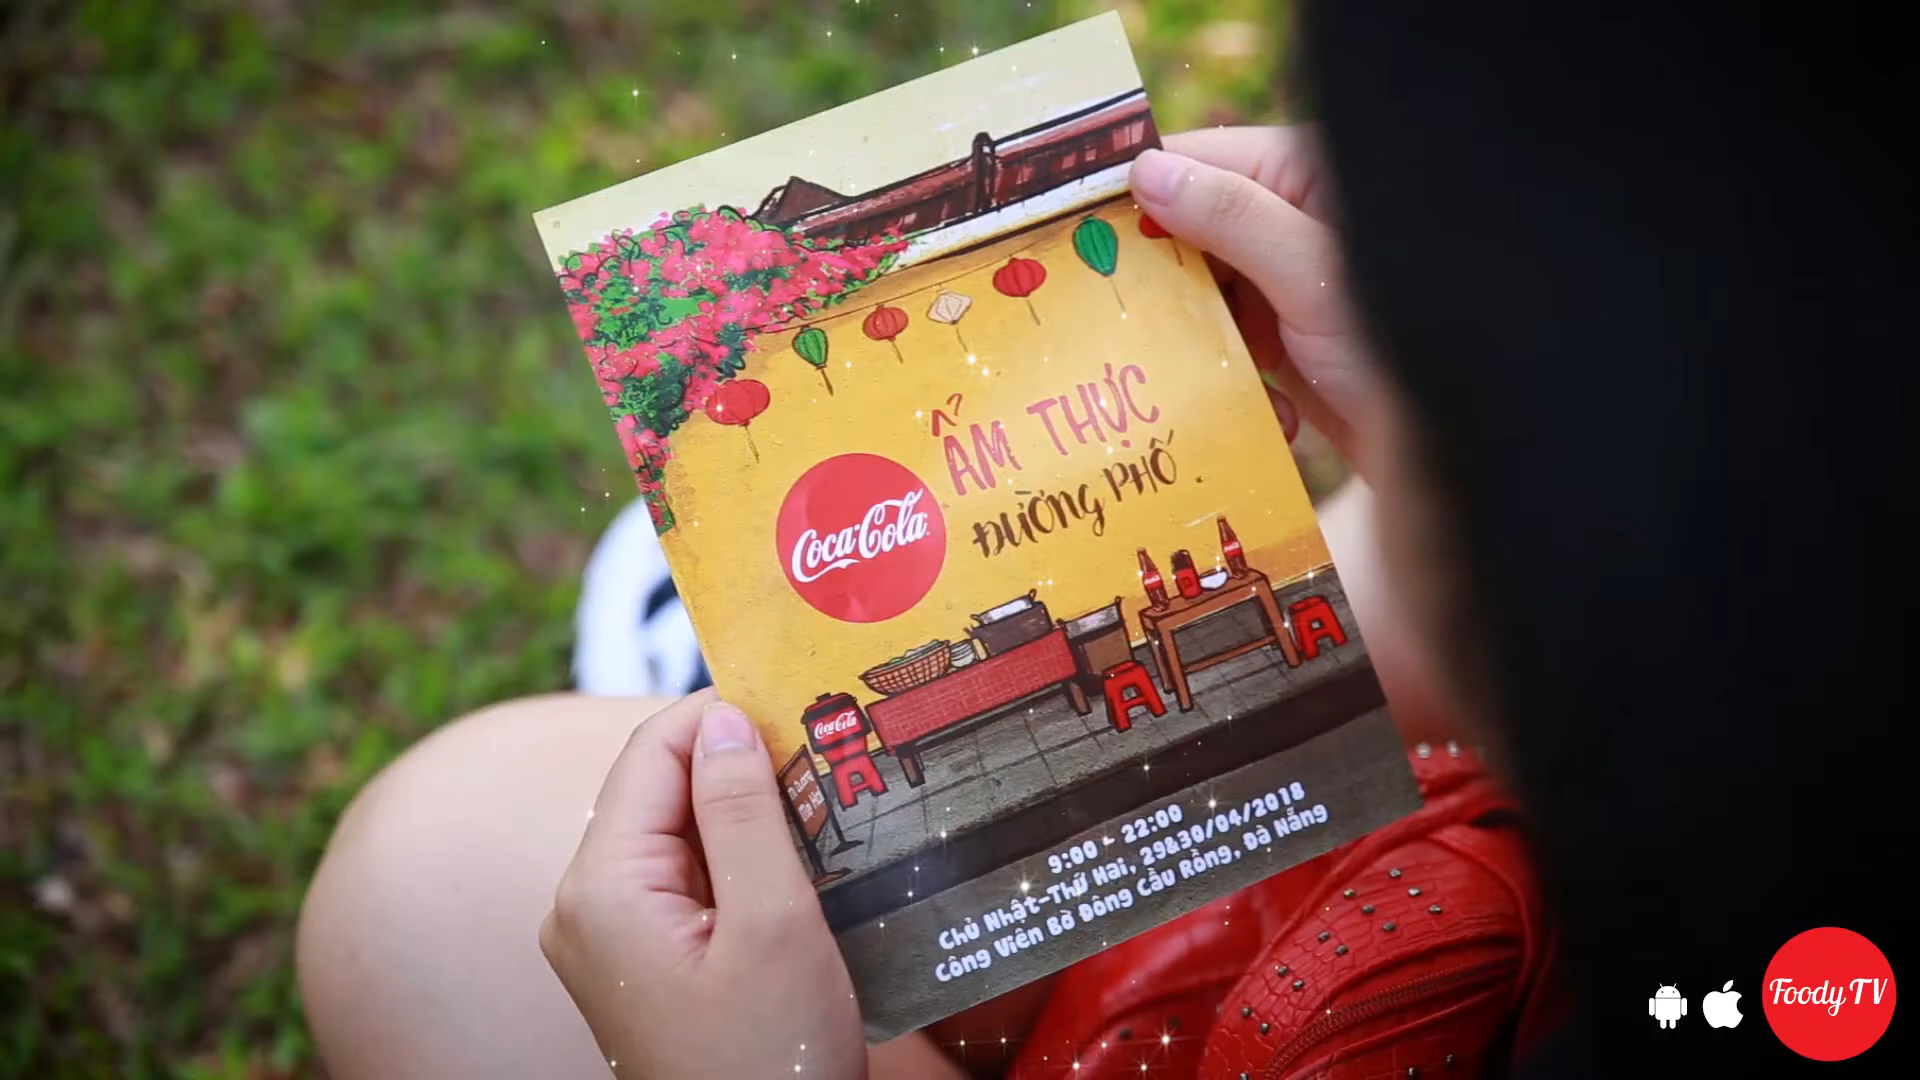 ẨM THỰC
ĐƯỜNG PHỐ
Coca-Cola
Coca-Cola
9:00 - 22:00
Chủ Nhật-Thứ Hai, 29&30/04/2018
Công Viên Bờ Đông Cầu Rồng, Đà Nẵng
Foody TV